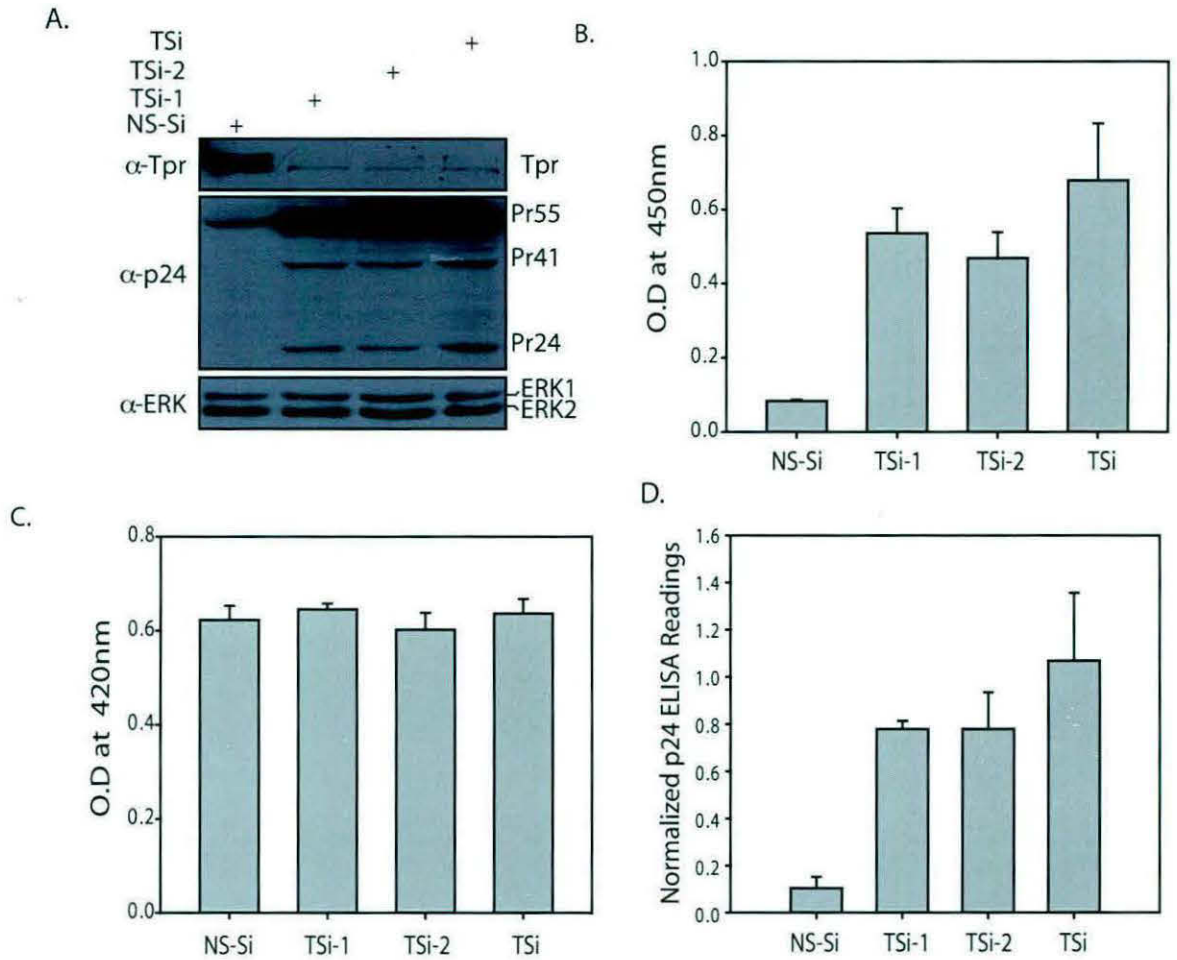 A.
TSi +
TSi-2 +
TSi-1 +
NS-Si +
α-Tpr Tpr
Pr55
Pr41
α-p24
Pr24
α-ERK ERK1
ERK2
B.
O.D at 450nm
1.0
0.8
0.6
0.4
0.2
0.0
NS-Si TSi-1 TSi-2 TSi
C.
O.D at 420nm
0.8
0.6
0.4
0.2
0.0
NS-Si TSi-1 TSi-2 TSi
D.
Normalized p24 ELISA Readings
1.6
1.4
1.2
1.0
0.8
0.6
0.4
0.2
0.0
NS-Si TSi-1 TSi-2 TSi